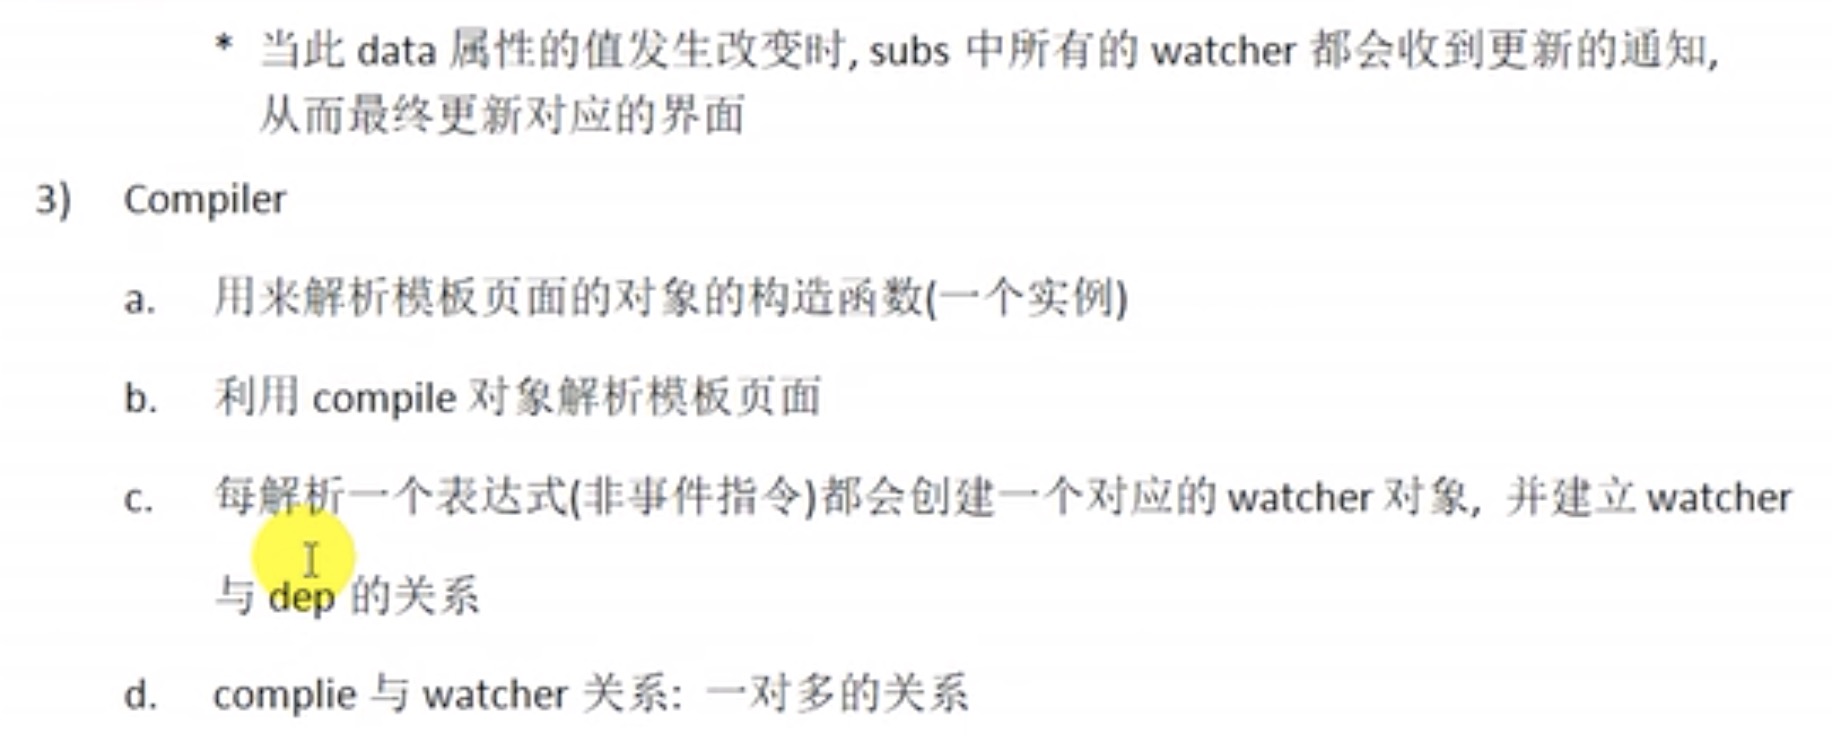 * 当此 data 属性的值发生改变时, subs 中所有的 watcher 都会收到更新的通知,
从而最终更新对应的界面
3) Compiler
a. 用来解析模板页面的对象的构造函数(一个实例)
b. 利用 compile 对象解析模板页面
c. 每解析一个表达式(非事件指令)都会创建一个对应的 watcher 对象, 并建立 watcher
与 dep 的关系
d. complie 与 watcher 关系: 一对多的关系